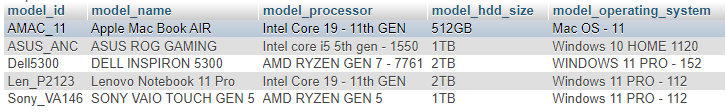 model_id model_name model_processor model_hdd_size model_operating_system
AMAC_11 Apple Mac Book AIR Intel Core 19 - 11th GEN 512GB Mac OS - 11
ASUS_ANC ASUS ROG GAMING Intel core i5 5th gen - 1550 1TB Windows 10 HOME 1120
Dell5300 DELL INSPIRON 5300 AMD RYZEN GEN 7 - 7761 2TB WINDOWS 11 PRO - 152
Len_P2123 Lenovo Notebook 11 Pro Intel Core 19 - 11th GEN 2TB Windows 11 PRO - 112
Sony_VA146 SONY VAIO TOUCH GEN 5 AMD RYZEN GEN 5 1TB Windows 11 PRO - 112